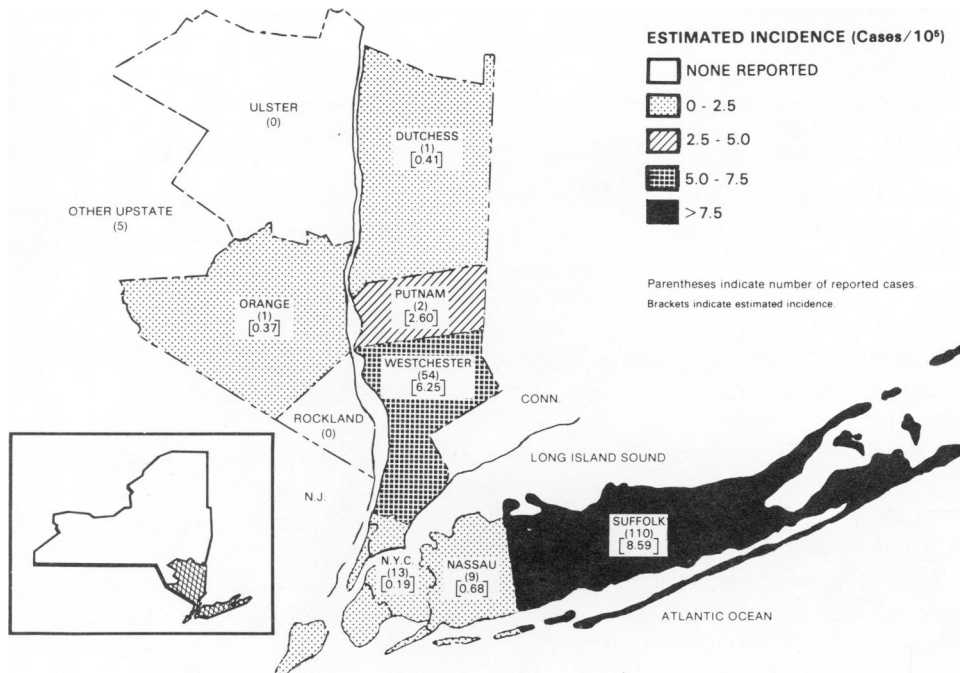 ESTIMATED INCIDENCE (Cases/10⁵)
NONE REPORTED
0 - 2.5
2.5 - 5.0
5.0 - 7.5
>7.5
Parentheses indicate number of reported cases.
Brackets indicate estimated incidence.
ULSTER
(0)
DUTCHESS
(1)
[0.41]
OTHER UPSTATE
(5)
ORANGE
(1)
[0.37]
PUTNAM
(2)
[2.60]
WESTCHESTER
(54)
[6.25]
ROCKLAND
(0)
CONN.
LONG ISLAND SOUND
N.J.
N.Y.C.
(13)
[0.19]
NASSAU
(9)
[0.68]
SUFFOLK
(110)
[8.59]
ATLANTIC OCEAN